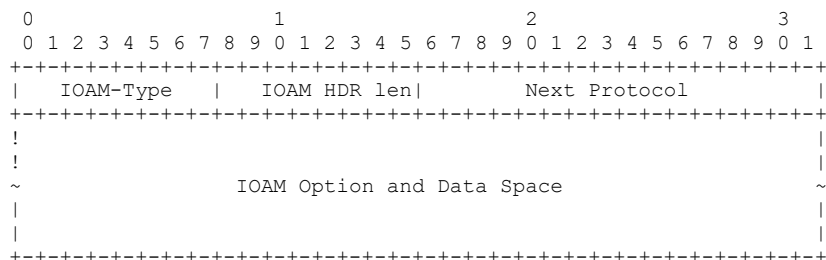 0                   1                   2                   3
 0 1 2 3 4 5 6 7 8 9 0 1 2 3 4 5 6 7 8 9 0 1 2 3 4 5 6 7 8 9 0 1
+-+-+-+-+-+-+-+-+-+-+-+-+-+-+-+-+-+-+-+-+-+-+-+-+-+-+-+-+-+-+-+-+
|   IOAM-Type   |  IOAM HDR len|        Next Protocol          |
+-+-+-+-+-+-+-+-+-+-+-+-+-+-+-+-+-+-+-+-+-+-+-+-+-+-+-+-+-+-+-+-+
!                                                               |
!                                                               |
~                 IOAM Option and Data Space                    ~
|                                                               |
|                                                               |
+-+-+-+-+-+-+-+-+-+-+-+-+-+-+-+-+-+-+-+-+-+-+-+-+-+-+-+-+-+-+-+-+